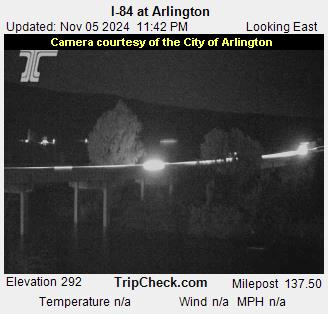 I-84 at Arlington
Updated: Nov 05 2024 11:42 PM Looking East
Camera courtesy of the City of Arlington
Elevation 292 TripCheck.com Milepost 137.50
Temperature n/a Wind n/a MPH n/a